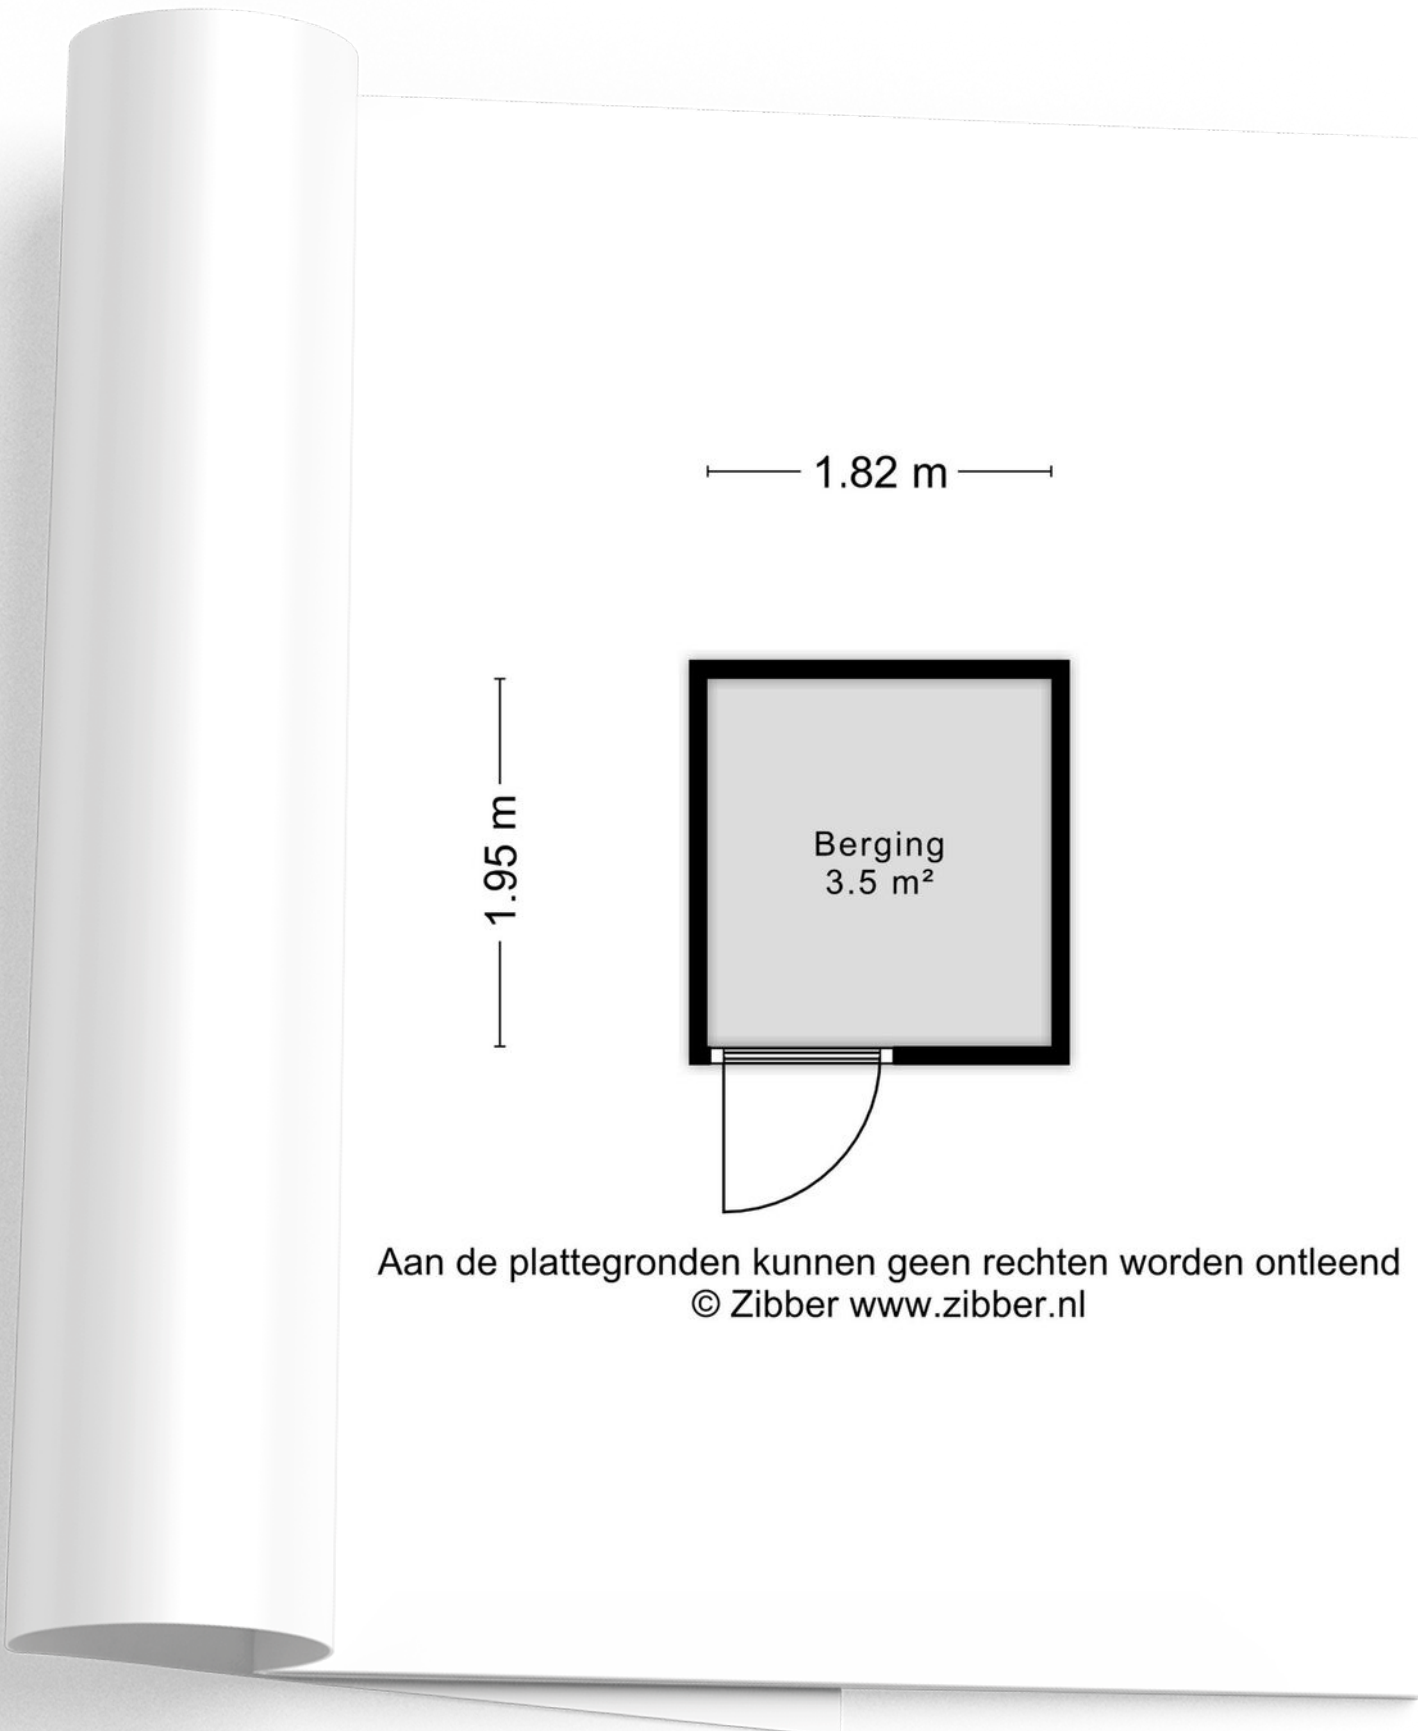 1.82 m
1.95 m
Berging
3.5 m²
Aan de plattegronden kunnen geen rechten worden ontleend
© Zibber www.zibber.nl